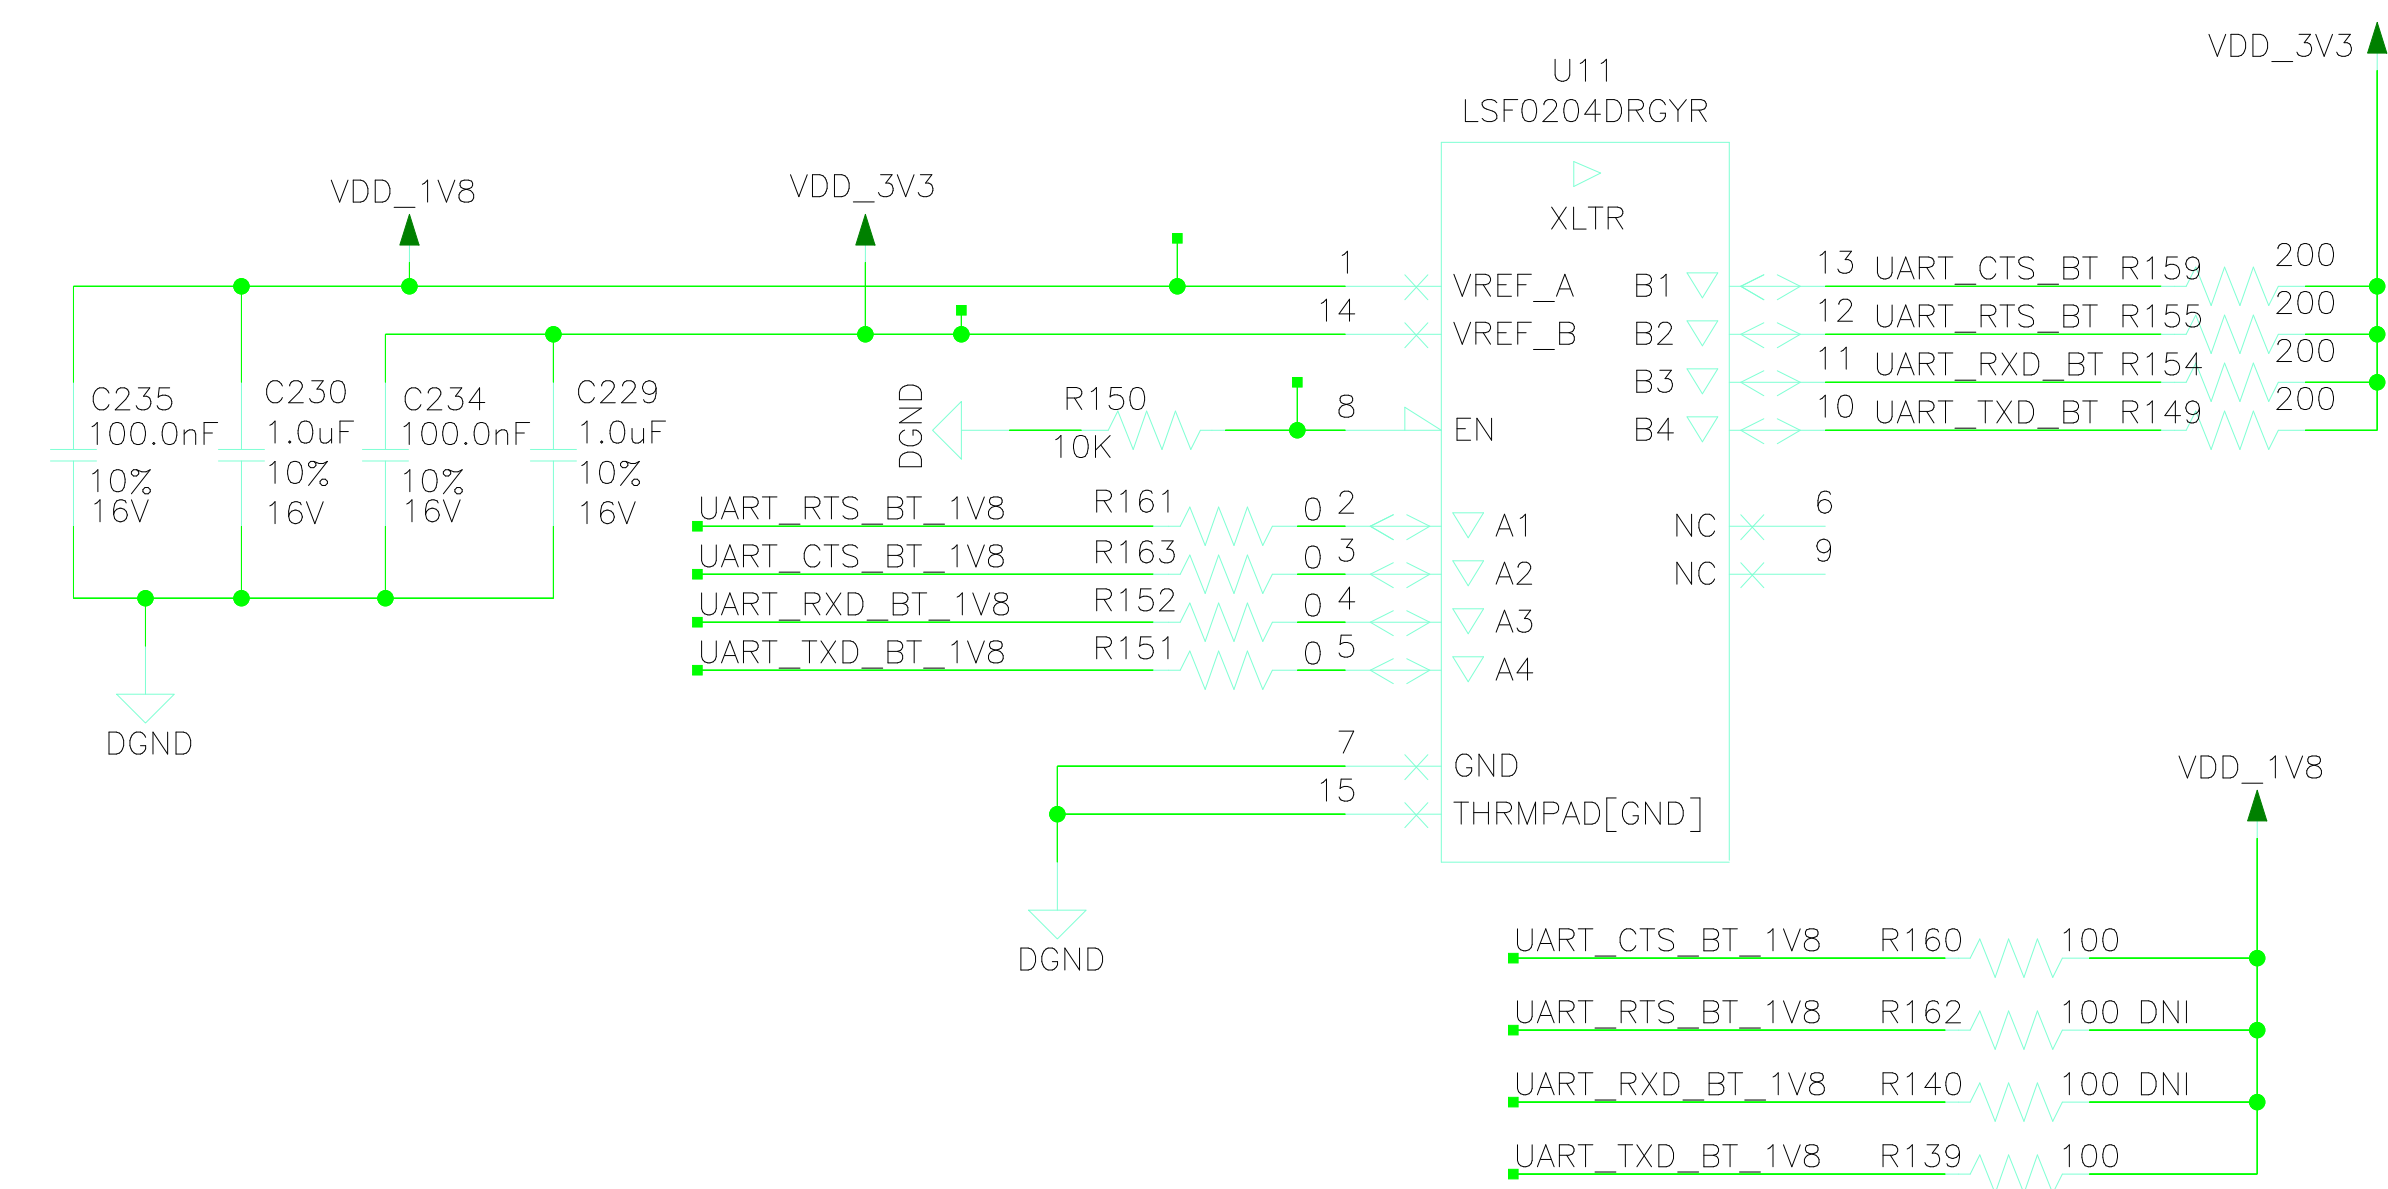 VDD_3V3
U11
LSF0204DRGYR
VDD_1V8
VDD_3V3
XLTR
1
VREF_A
B1
13
UART_CTS_BT R159
200
14
VREF_B
B2
12
UART_RTS_BT R155
200
B3
11
UART_RXD_BT R154
200
C235
100.0nF
10%
16V
C230
1.0uF
10%
16V
C234
100.0nF
10%
16V
C229
1.0uF
10%
16V
DGND
R150
10K
8
EN
B4
10
UART_TXD_BT R149
200
UART_RTS_BT_1V8
R161
0
2
A1
NC
6
UART_CTS_BT_1V8
R163
0
3
A2
NC
9
UART_RXD_BT_1V8
R152
0
4
A3
UART_TXD_BT_1V8
R151
0
5
A4
DGND
7
GND
15
THRMPAD[GND]
DGND
VDD_1V8
UART_CTS_BT_1V8
R160
100
UART_RTS_BT_1V8
R162
100 DNI
UART_RXD_BT_1V8
R140
100 DNI
UART_TXD_BT_1V8
R139
100